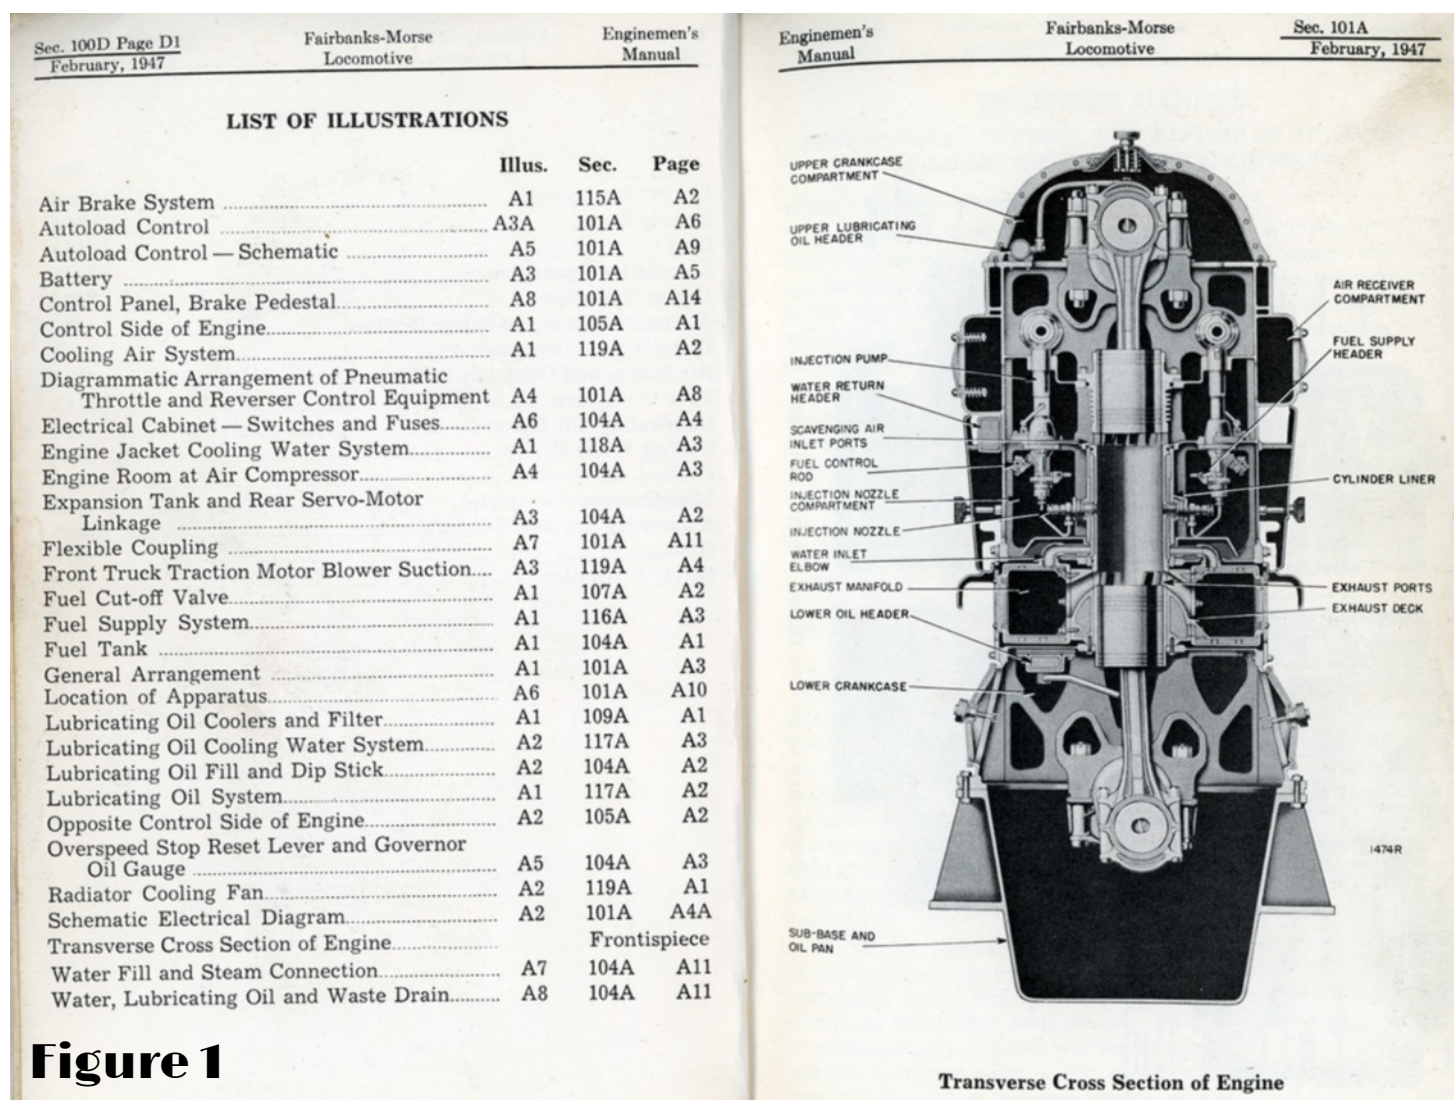 Sec. 100D Page D1
February, 1947
Fairbanks-Morse
Locomotive
Enginemen's
Manual
LIST OF ILLUSTRATIONS
Illus. Sec. Page
Air Brake System ........ A1 115A A2
Autoload Control ........ A3A 101A A6
Autoload Control — Schematic ........ A5 101A A9
Battery ........ A3 101A A5
Control Panel, Brake Pedestal ........ A8 101A A14
Control Side of Engine ........ A1 105A A1
Cooling Air System ........ A1 119A A2
Diagrammatic Arrangement of Pneumatic
Throttle and Reverser Control Equipment A4 101A A8
Electrical Cabinet — Switches and Fuses ........ A6 104A A4
Engine Jacket Cooling Water System ........ A1 118A A3
Engine Room at Air Compressor ........ A4 104A A3
Expansion Tank and Rear Servo-Motor
Linkage ........ A3 104A A2
Flexible Coupling ........ A7 101A A11
Front Truck Traction Motor Blower Suction .... A3 119A A4
Fuel Cut-off Valve ........ A1 107A A2
Fuel Supply System ........ A1 116A A3
Fuel Tank ........ A1 104A A1
General Arrangement ........ A1 101A A3
Location of Apparatus ........ A6 101A A10
Lubricating Oil Coolers and Filter ........ A1 109A A1
Lubricating Oil Cooling Water System ........ A2 117A A3
Lubricating Oil Fill and Dip Stick ........ A2 104A A2
Lubricating Oil System ........ A1 117A A2
Opposite Control Side of Engine ........ A2 105A A2
Overspeed Stop Reset Lever and Governor
Oil Gauge ........ A5 104A A3
Radiator Cooling Fan ........ A2 119A A1
Schematic Electrical Diagram ........ A2 101A A4A
Transverse Cross Section of Engine ........ Frontispiece
Water Fill and Steam Connection ........ A7 104A A11
Water, Lubricating Oil and Waste Drain ........ A8 104A A11
Figure 1
Enginemen's
Manual
Fairbanks-Morse
Locomotive
Sec. 101A
February, 1947
UPPER CRANKCASE
COMPARTMENT
UPPER LUBRICATING
OIL HEADER
INJECTION PUMP
WATER RETURN
HEADER
SCAVENGING AIR
INLET PORTS
FUEL CONTROL
ROD
INJECTION NOZZLE
COMPARTMENT
INJECTION NOZZLE
WATER INLET
ELBOW
EXHAUST MANIFOLD
LOWER OIL HEADER
LOWER CRANKCASE
SUB-BASE AND
OIL PAN
AIR RECEIVER
COMPARTMENT
FUEL SUPPLY
HEADER
CYLINDER LINER
EXHAUST PORTS
EXHAUST DECK
1474R
Transverse Cross Section of Engine